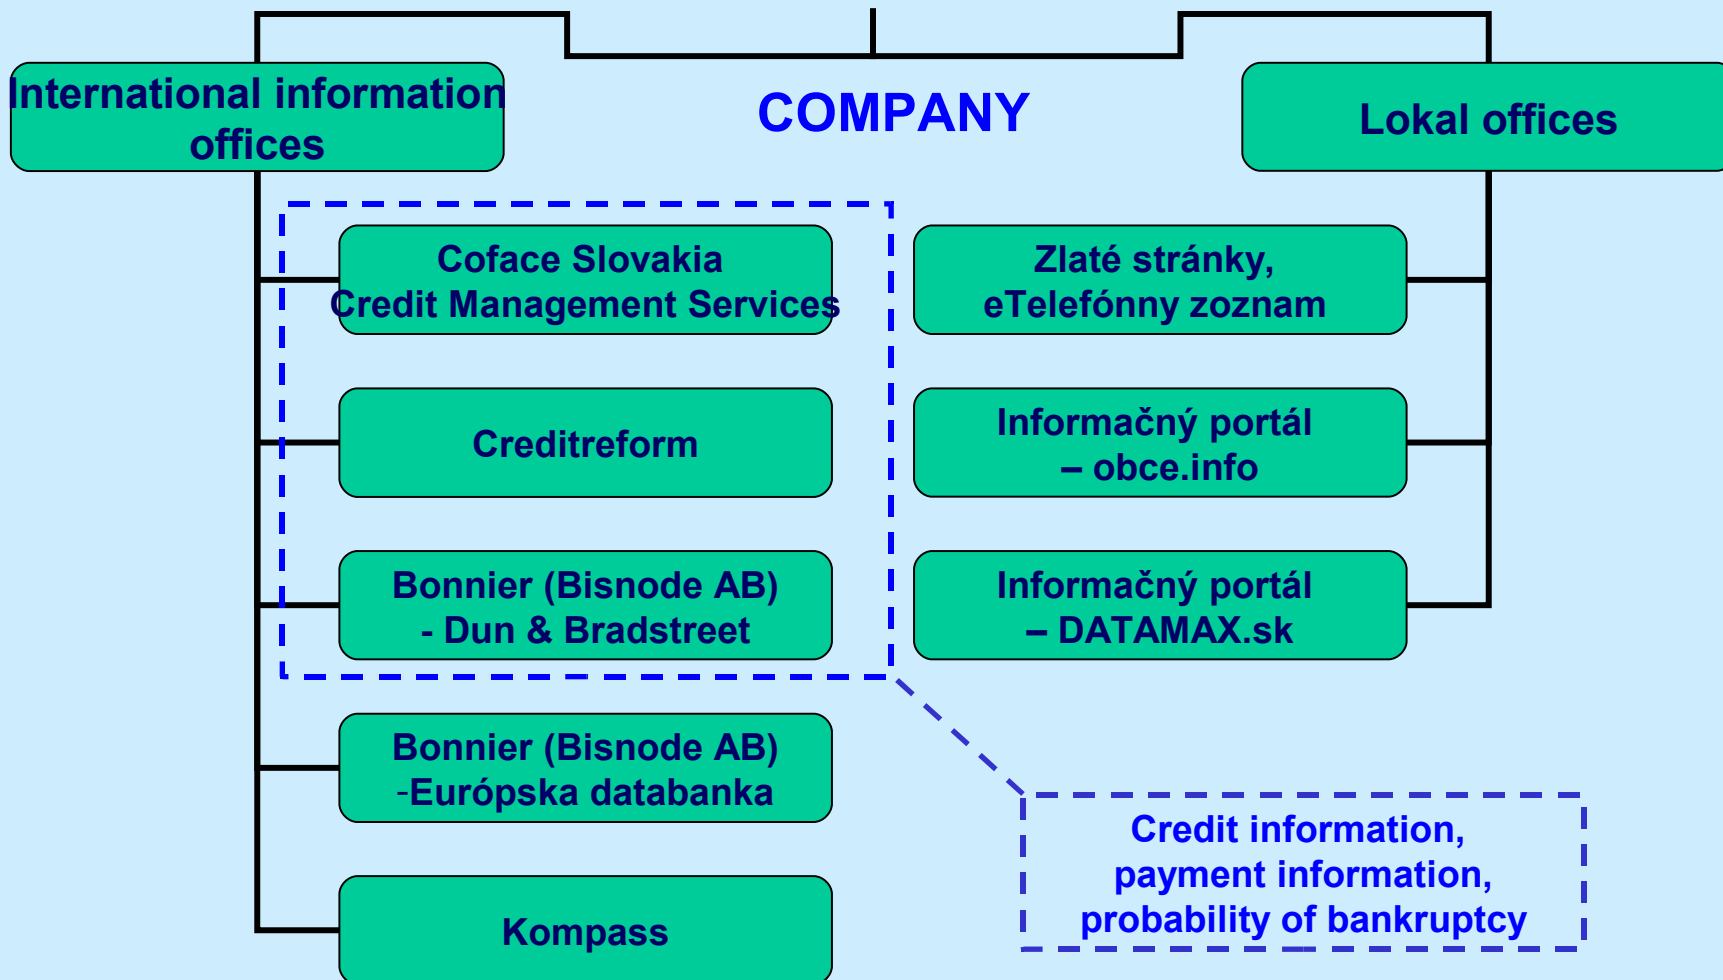 International information
offices
COMPANY
Lokal offices
Coface Slovakia
Credit Management Services
Creditreform
Bonnier (Bisnode AB)
- Dun & Bradstreet
Bonnier (Bisnode AB)
-Európska databanka
Kompass
Zlaté stránky,
eTelefónny zoznam
Informačný portál
– obce.info
Informačný portál
– DATAMAX.sk
Credit information,
payment information,
probability of bankruptcy